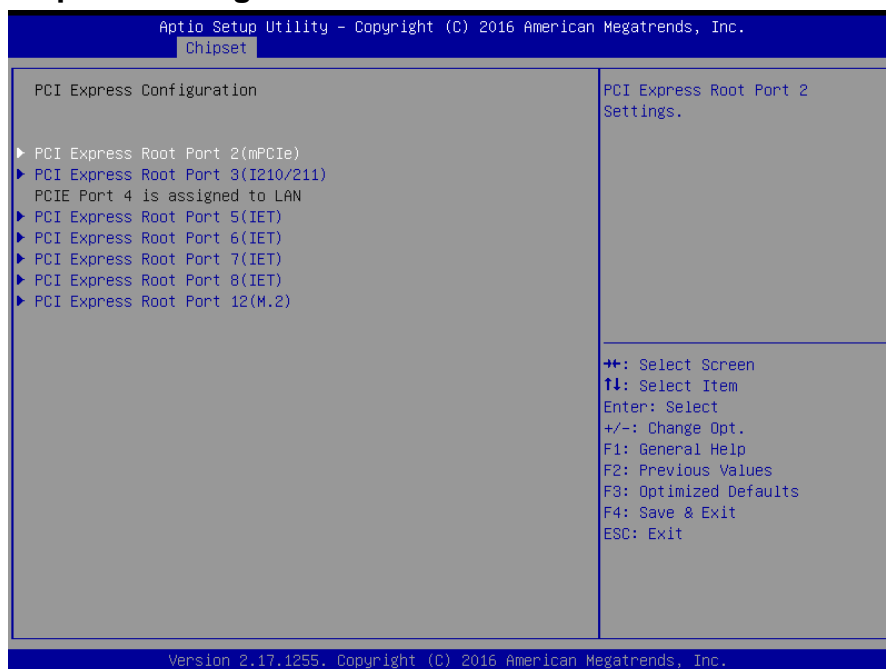 Aptio Setup Utility – Copyright (C) 2016 American Megatrends, Inc.
Chipset
PCI Express Configuration
▶ PCI Express Root Port 2(mPCIe)
▶ PCI Express Root Port 3(I210/211)
PCIE Port 4 is assigned to LAN
▶ PCI Express Root Port 5(IET)
▶ PCI Express Root Port 6(IET)
▶ PCI Express Root Port 7(IET)
▶ PCI Express Root Port 8(IET)
▶ PCI Express Root Port 12(M.2)
PCI Express Root Port 2
Settings.
→←: Select Screen
↑↓: Select Item
Enter: Select
+/-: Change Opt.
F1: General Help
F2: Previous Values
F3: Optimized Defaults
F4: Save & Exit
ESC: Exit
Version 2.17.1255. Copyright (C) 2016 American Megatrends, Inc.